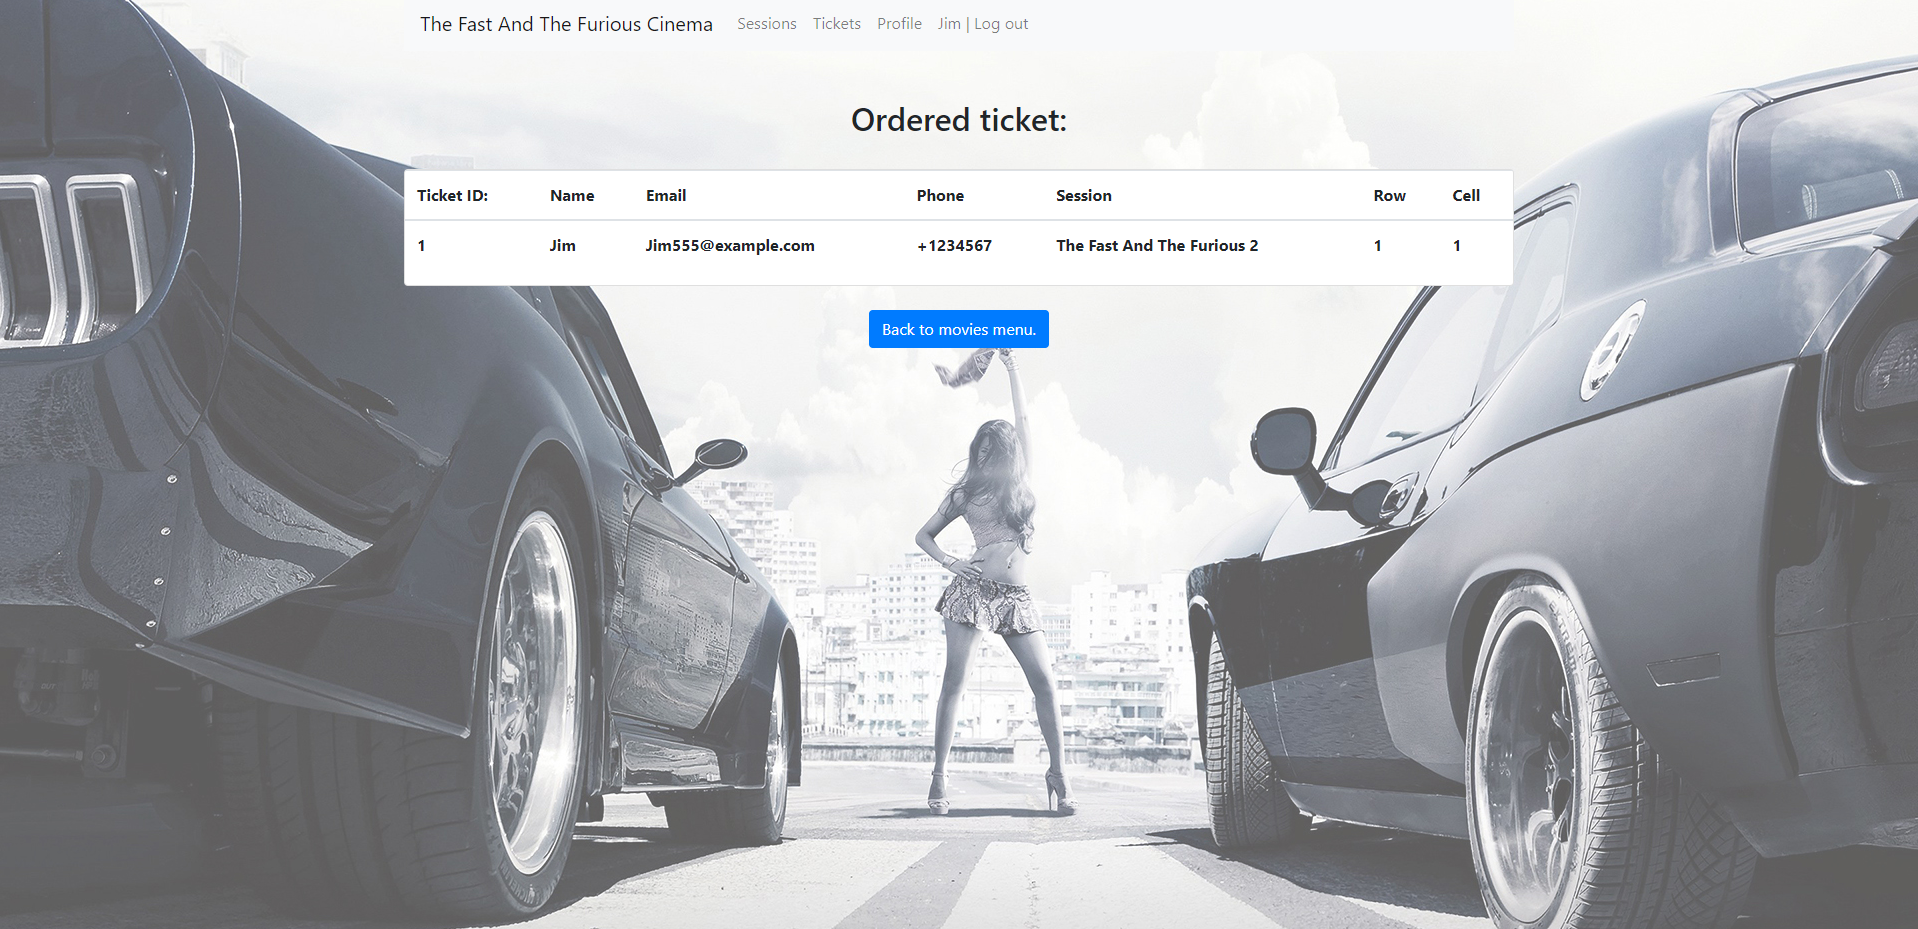 The Fast And The Furious Cinema Sessions Tickets Profile Jim | Log out
Ordered ticket:
Ticket ID: Name Email Phone Session Row Cell
1 Jim Jim555@example.com +1234567 The Fast And The Furious 2 1 1
Back to movies menu.